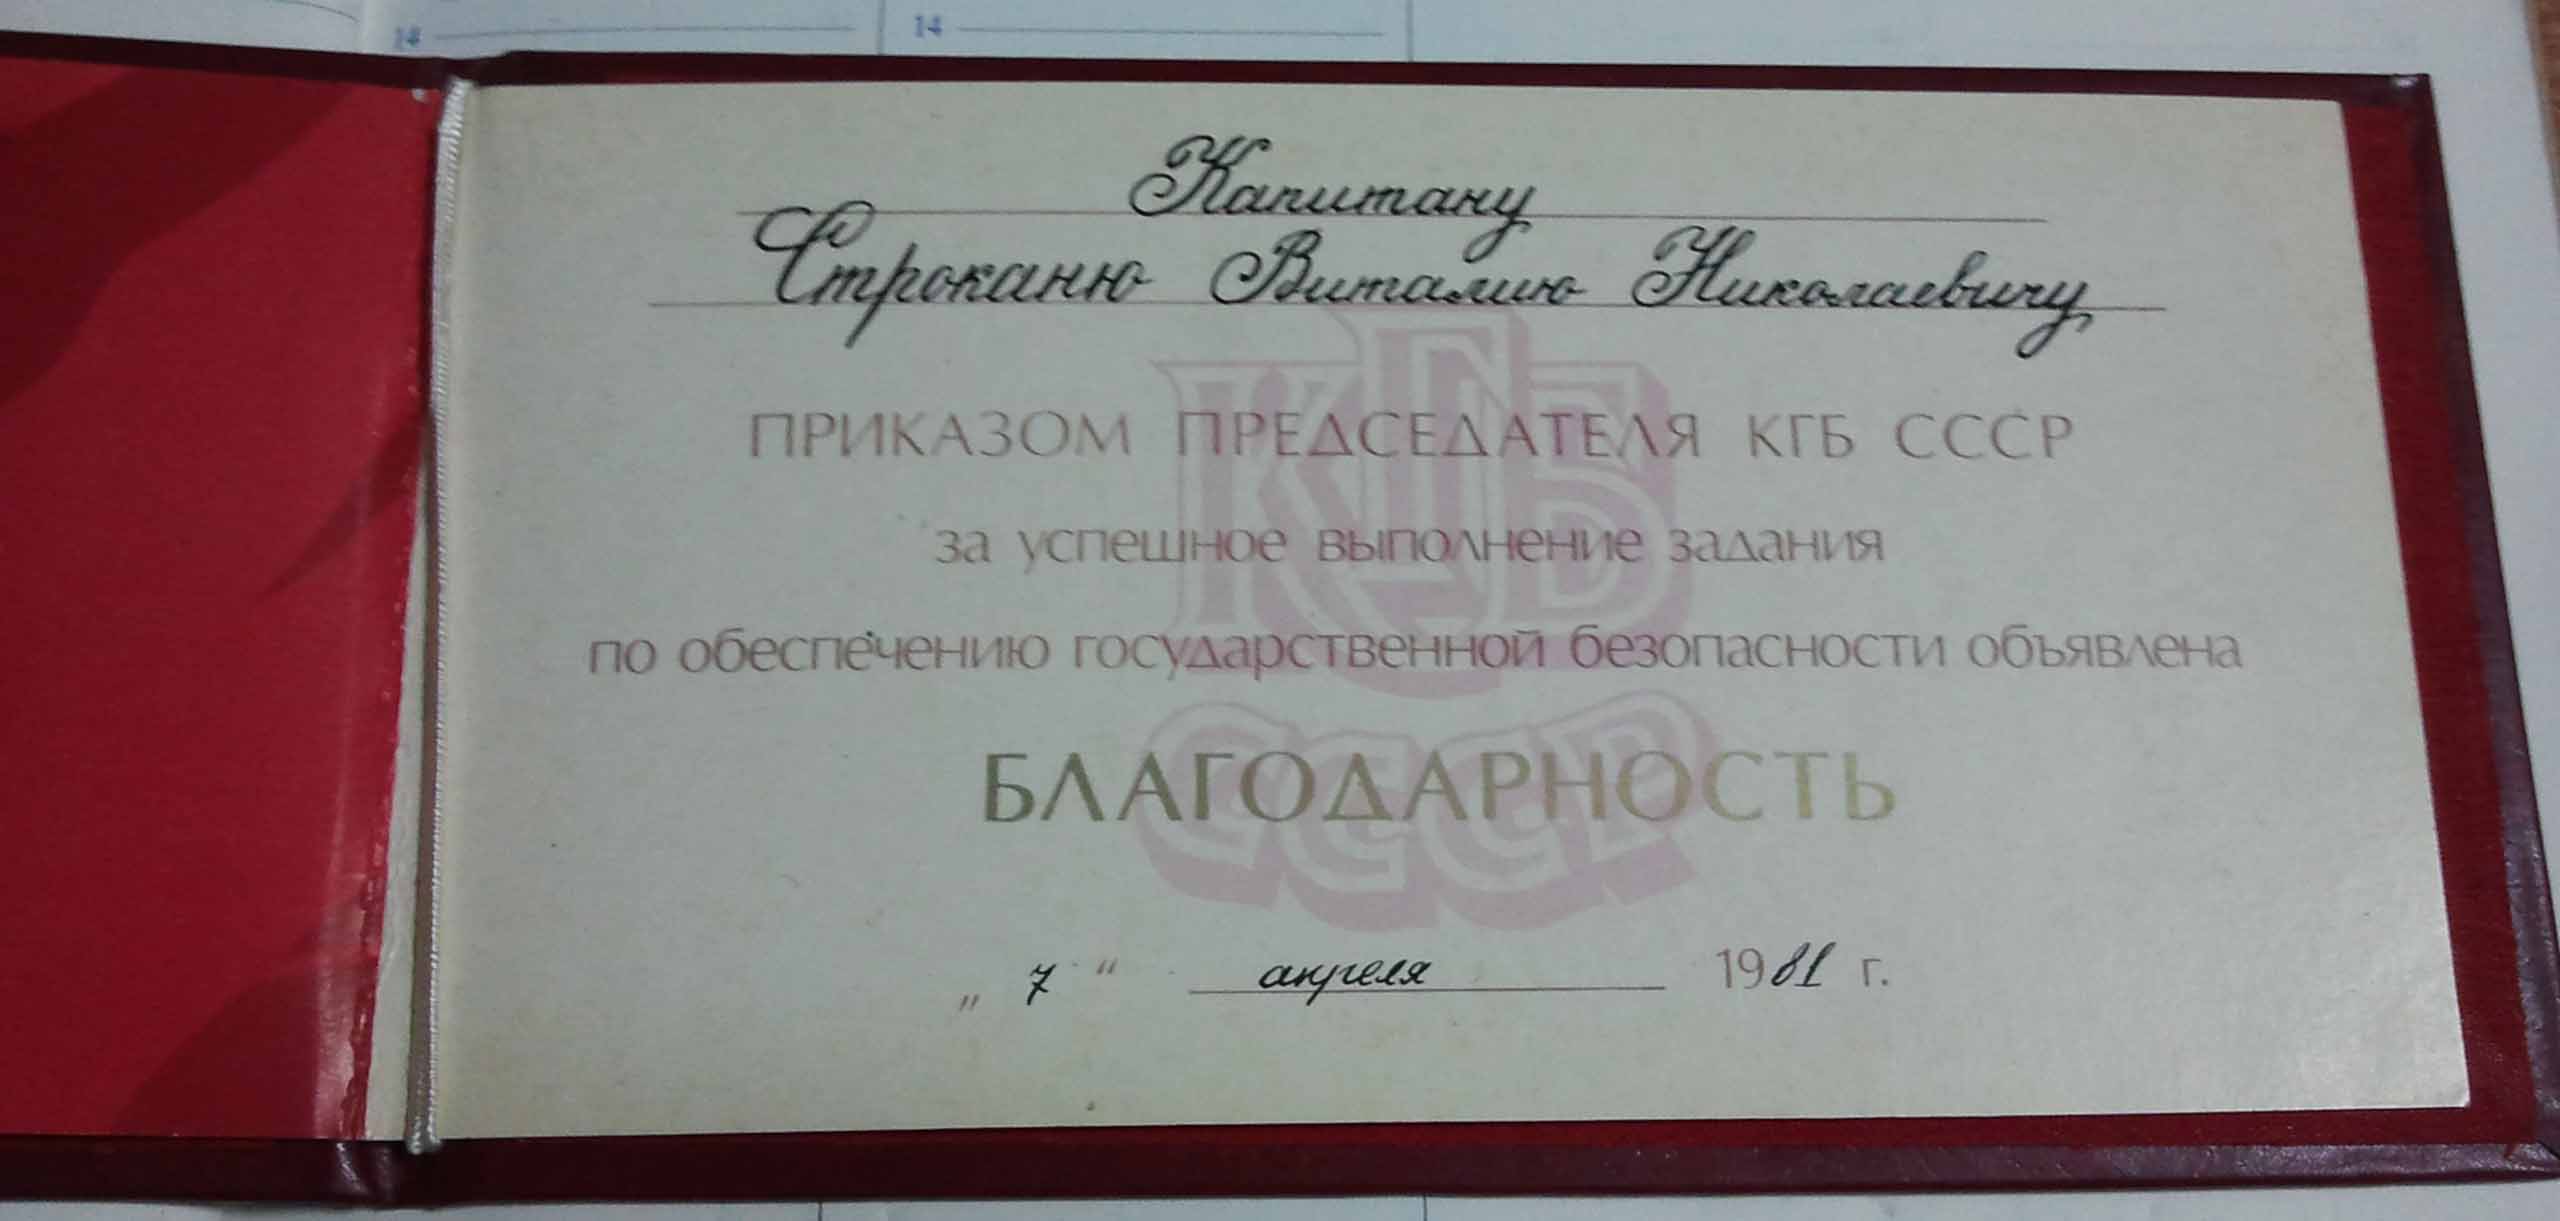 14 14
Капитану
Строканю Виталию Николаевичу
ПРИКАЗОМ ПРЕДСЕДАТЕЛЯ КГБ СССР
за успешное выполнение задания
по обеспечению государственной безопасности объявлена
БЛАГОДАРНОСТЬ
КГБ
СССР
„ 7 “ апреля 1981 г.